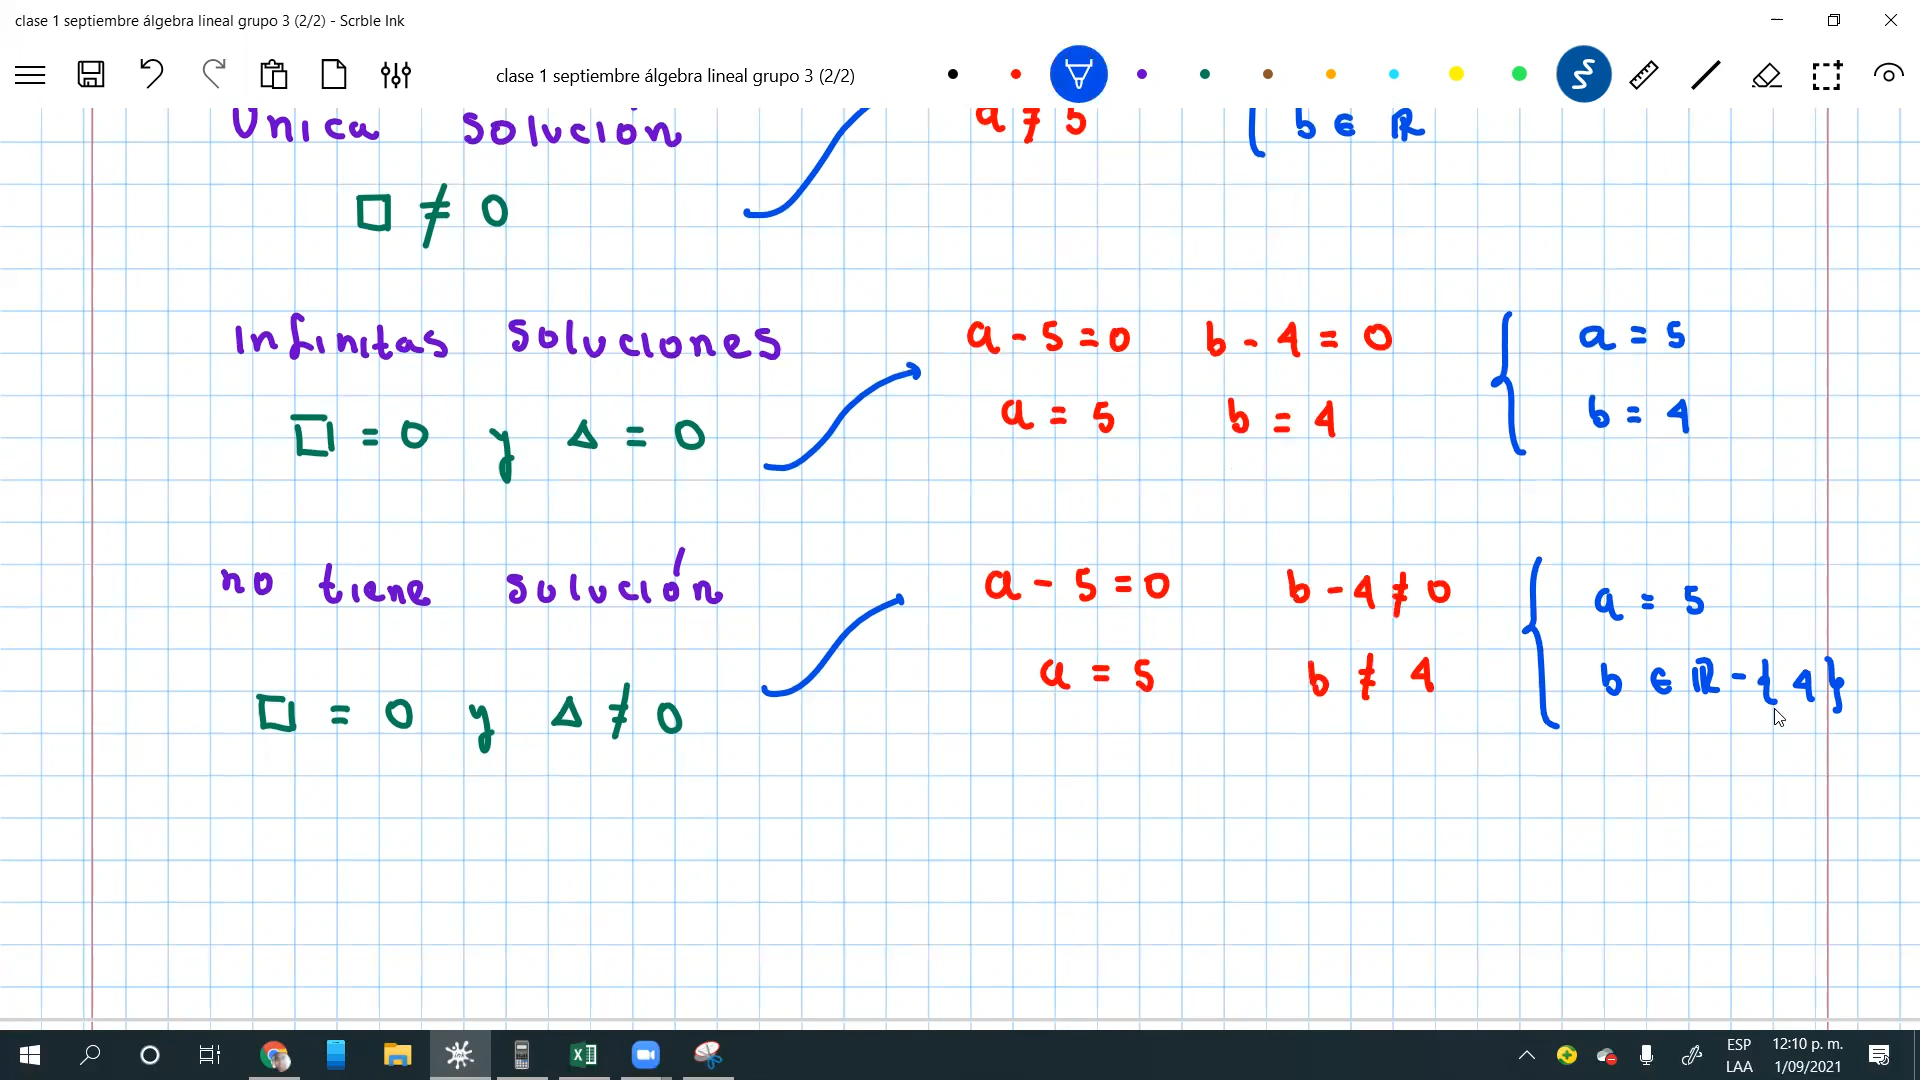 clase 1 septiembre álgebra lineal grupo 3 (2/2) - Scrble Ink
clase 1 septiembre álgebra lineal grupo 3 (2/2)
Única solución
a ≠ 5
b ∈ ℝ
□ ≠ 0
Infinitas soluciones
a - 5 = 0 b - 4 = 0
a = 5
□ = 0 y Δ = 0
a = 5 b = 4
b = 4
no tiene solución
a - 5 = 0 b - 4 ≠ 0
a = 5
□ = 0 y Δ ≠ 0
a = 5 b ≠ 4
b ∈ ℝ - { 4 }
ESP
LAA
12:10 p. m.
1/09/2021